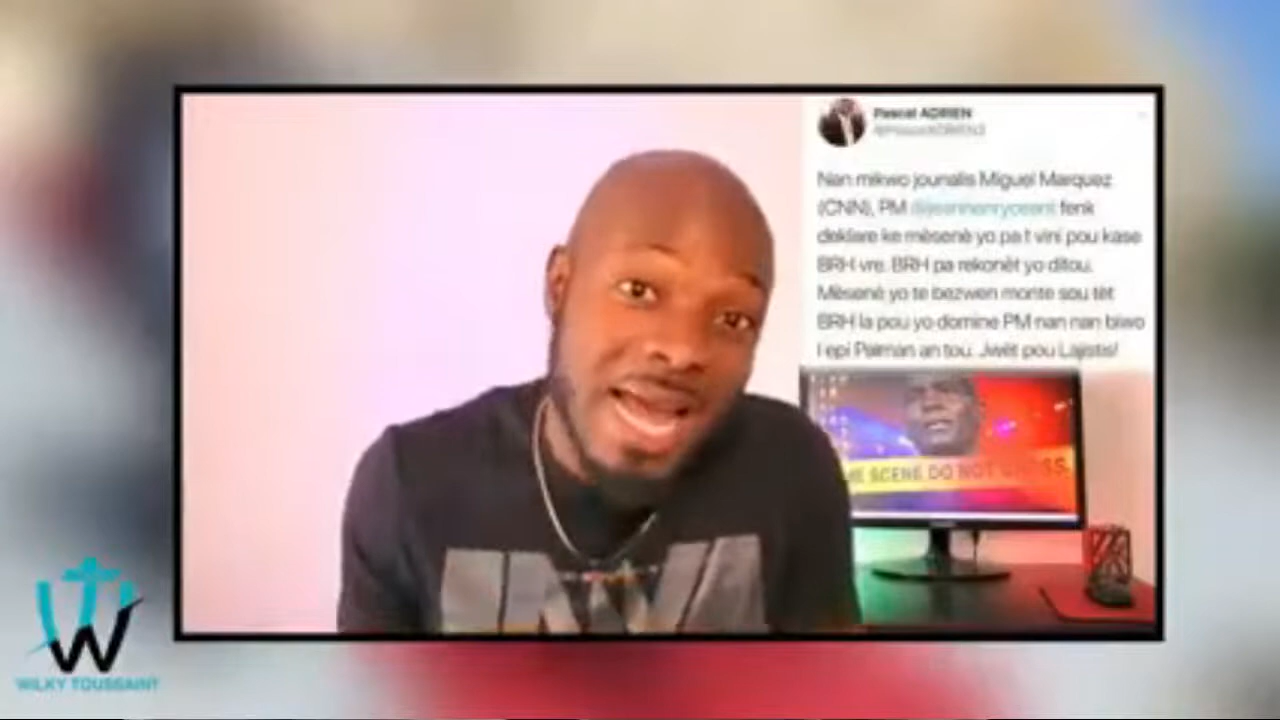 Pascal ADRIEN
Nan mikwo jounalis Miguel Marquez
(CNN), PM @jeanhenryceant fenk
deklare ke mèsenè yo pa t vini pou kase
BRH vre. BRH pa rekonèt yo ditou.
Mèsenè yo te bezwen monte sou tèt
BRH la pou yo domine PM nan nan biwo
l epi Palman an tou. Jwèt pou Lajistis!
SCENE DO NOT CROSS
WILKY TOUSSAINT